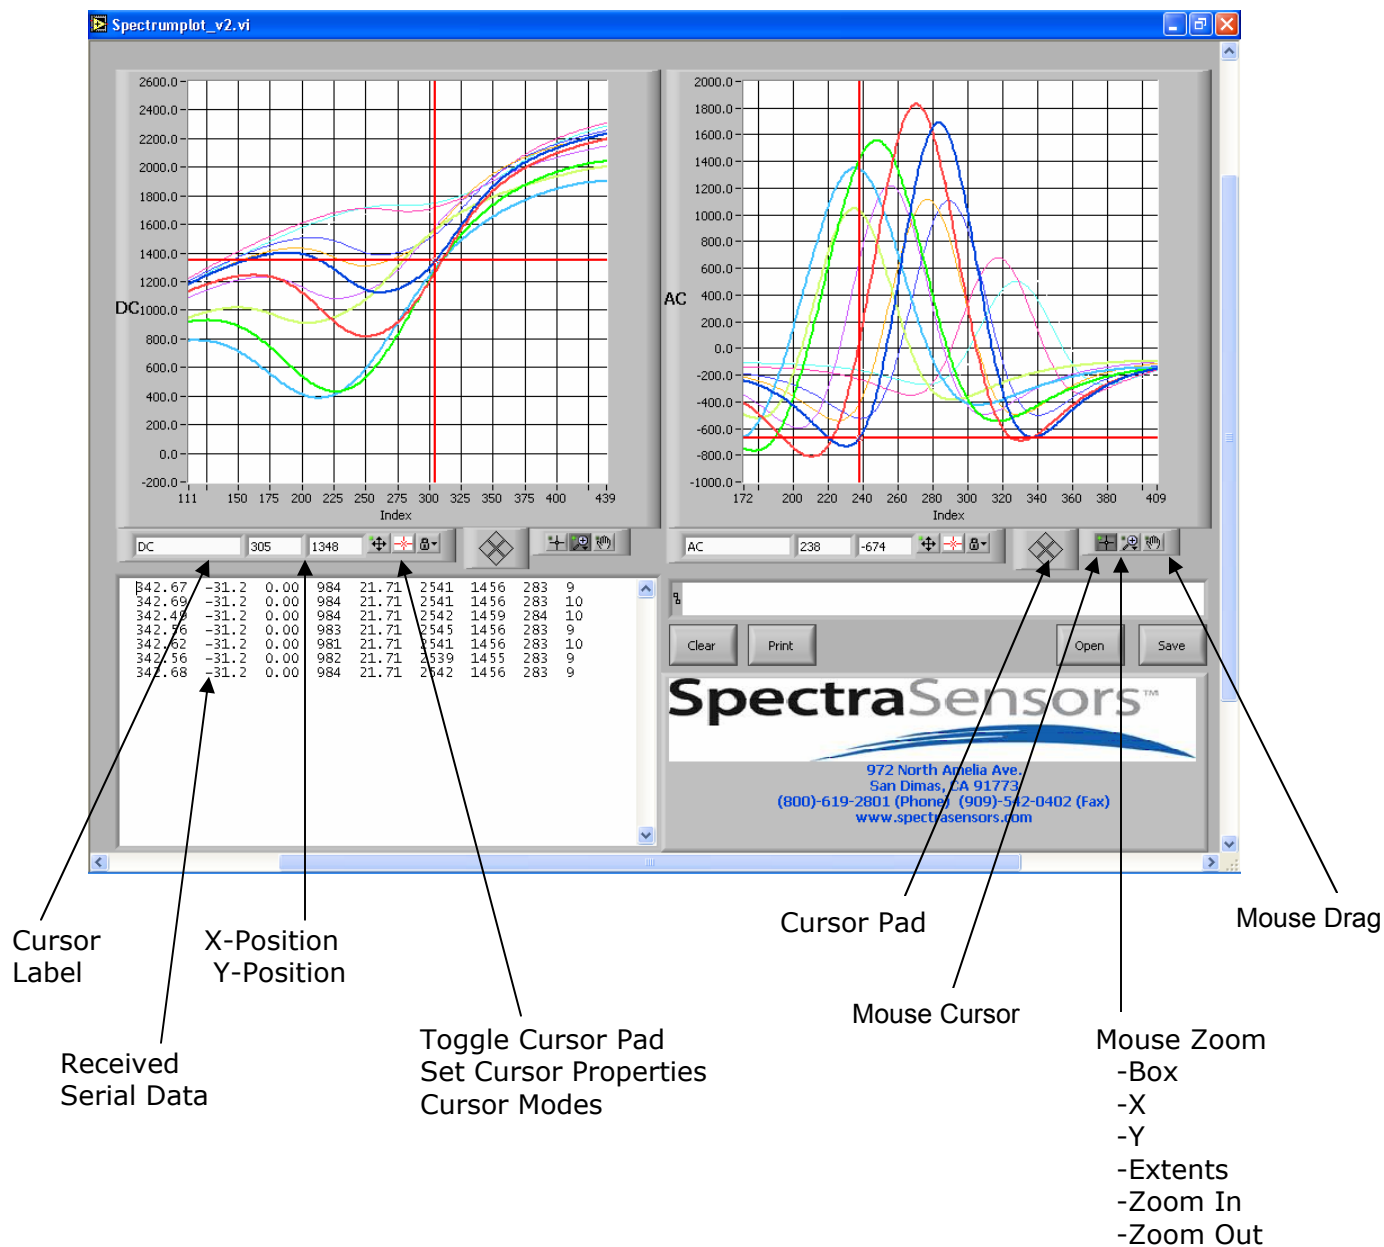 Spectrumplot_v2.vi
2600.0
2400.0
2200.0
2000.0
1800.0
1600.0
1400.0
1200.0
1000.0
800.0
600.0
400.0
200.0
0.0
-200.0
DC
111 150 175 200 225 250 275 300 325 350 375 400 439
Index
2000.0
1800.0
1600.0
1400.0
1200.0
1000.0
800.0
600.0
400.0
200.0
0.0
-200.0
-400.0
-600.0
-800.0
-1000.0
AC
172 200 220 240 260 280 300 320 340 360 380 409
Index
DC 305 1348
AC 238 -674
342.67 -31.2 0.00 984 21.71 2541 1456 283 9
342.69 -31.2 0.00 984 21.71 2541 1456 283 10
342.49 -31.2 0.00 984 21.71 2542 1459 284 10
342.56 -31.2 0.00 983 21.71 2545 1456 283 9
342.62 -31.2 0.00 981 21.71 2541 1456 283 10
342.56 -31.2 0.00 982 21.71 2539 1455 283 9
342.68 -31.2 0.00 984 21.71 2542 1456 283 9
Clear Print Open Save
SpectraSensors™
972 North Amelia Ave.
San Dimas, CA 91773
(800)-619-2801 (Phone) (909)-542-0402 (Fax)
www.spectrasensors.com
Cursor
Label
X-Position
Y-Position
Cursor Pad
Mouse Drag
Mouse Cursor
Received
Serial Data
Toggle Cursor Pad
Set Cursor Properties
Cursor Modes
Mouse Zoom
-Box
-X
-Y
-Extents
-Zoom In
-Zoom Out